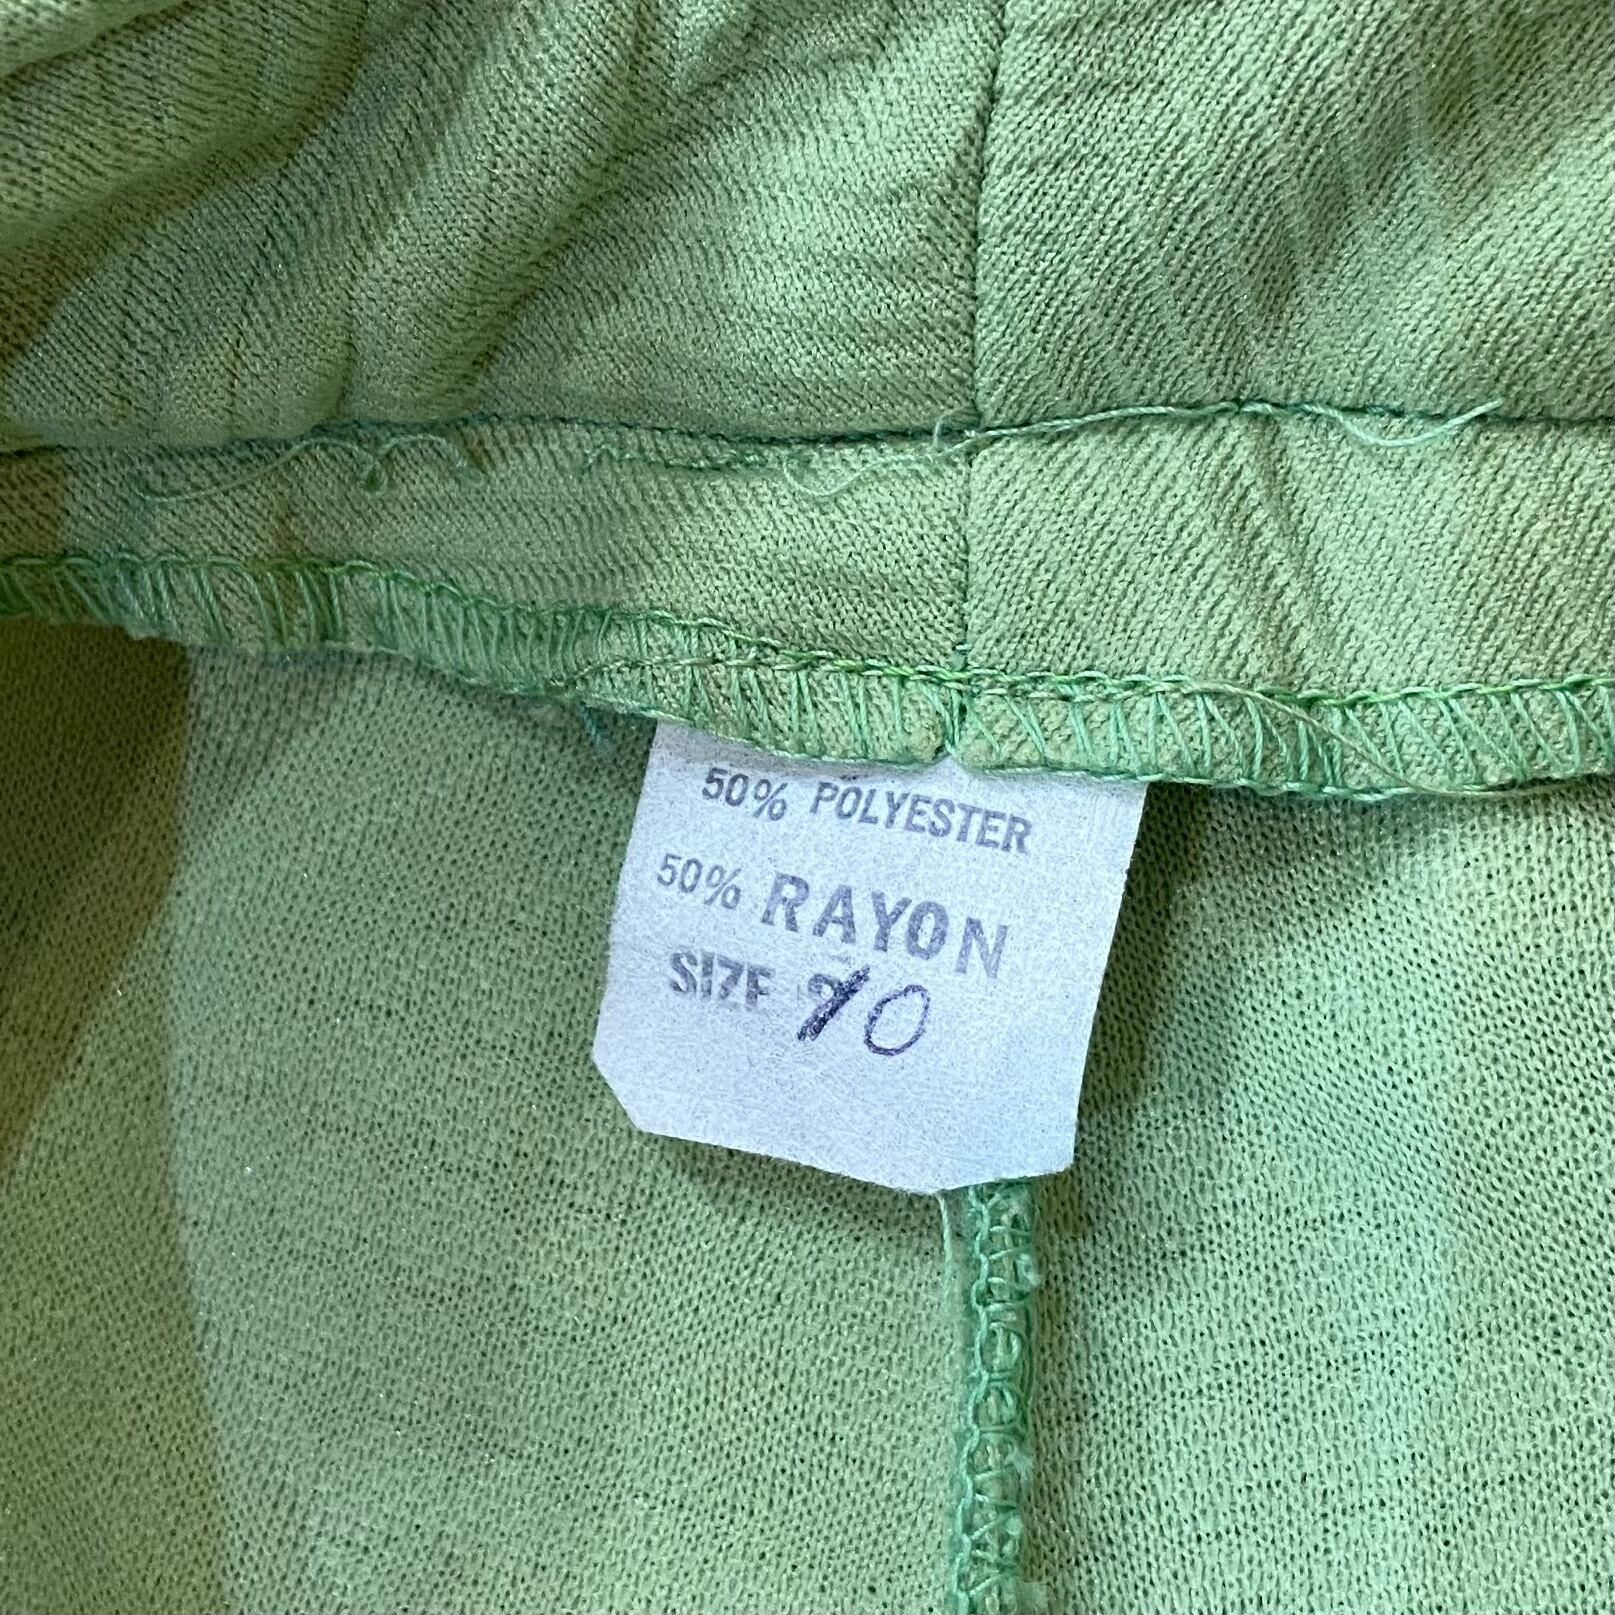 50% POLYESTER
50% RAYON
SIZE 10